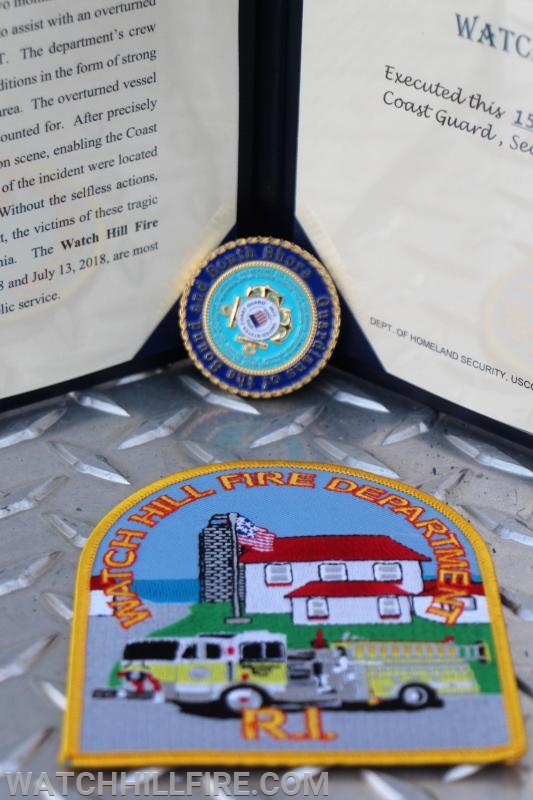 to assist with an overturned
T. The department's crew
ditions in the form of strong
area. The overturned vessel
ounted for. After precisely
on scene, enabling the Coast
of the incident were located
Without the selfless actions,
t, the victims of these tragic
nia. The Watch Hill Fire
8 and July 13, 2018, are most
blic service.
WATCH
Executed this 15
Coast Guard, Sec
DEPT. OF HOMELAND SECURITY, USCG
Guardians of the Sound and South Shore
WATCH HILL FIRE DEPARTMENT
R.I.
WATCHHILLFIRE.COM